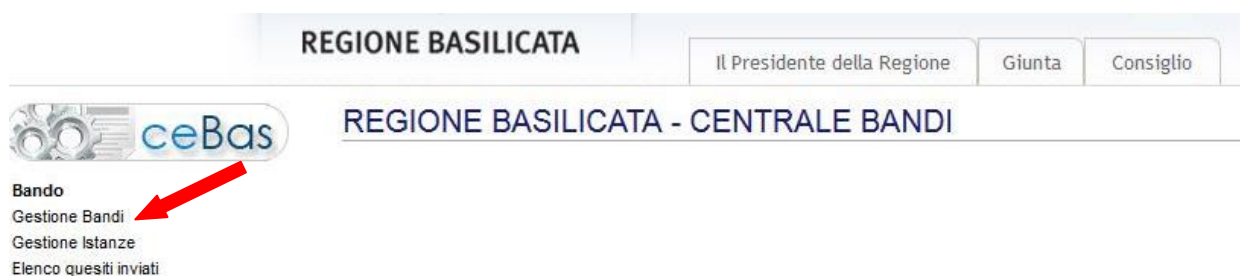 REGIONE BASILICATA
Il Presidente della Regione
Giunta
Consiglio
ceBas
REGIONE BASILICATA - CENTRALE BANDI
Bando
Gestione Bandi
Gestione Istanze
Elenco quesiti inviati